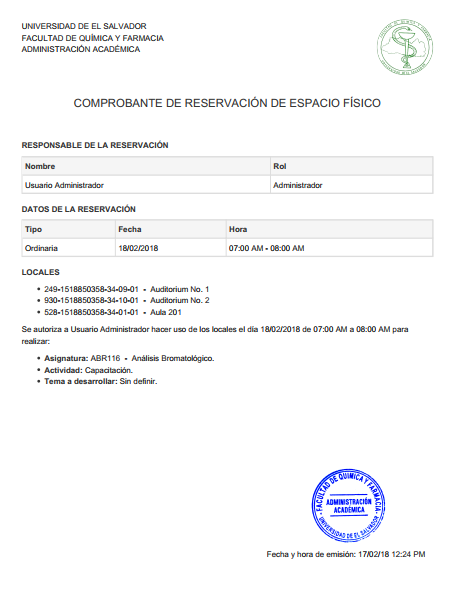 UNIVERSIDAD DE EL SALVADOR
FACULTAD DE QUÍMICA Y FARMACIA
ADMINISTRACIÓN ACADÉMICA
COMPROBANTE DE RESERVACIÓN DE ESPACIO FÍSICO
RESPONSABLE DE LA RESERVACIÓN
Nombre Rol
Usuario Administrador Administrador
DATOS DE LA RESERVACIÓN
Tipo Fecha Hora
Ordinaria 18/02/2018 07:00 AM - 08:00 AM
LOCALES
• 249-1518850358-34-09-01 - Auditorium No. 1
• 930-1518850358-34-10-01 - Auditorium No. 2
• 528-1518850358-34-01-01 - Aula 201
Se autoriza a Usuario Administrador hacer uso de los locales el día 18/02/2018 de 07:00 AM a 08:00 AM para
realizar:
• Asignatura: ABR116 - Análisis Bromatológico.
• Actividad: Capacitación.
• Tema a desarrollar: Sin definir.
FACULTAD DE QUIMICA Y FARMACIA
ADMINISTRACIÓN
ACADÉMICA
UNIVERSIDAD DE EL SALVADOR
Fecha y hora de emisión: 17/02/18 12:24 PM